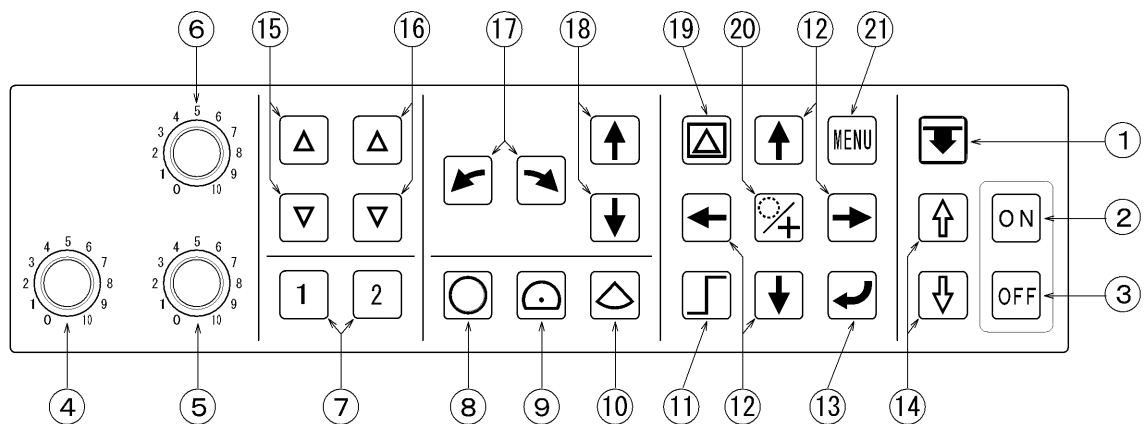 ⑥ ⑮ ⑯ ⑰ ⑱ ⑲ ⑳ ⑫ ㉑
0 1 2 3 4 5 6 7 8 9 10
MENU
①
ON ②
0 1 2 3 4 5 6 7 8 9 10
0 1 2 3 4 5 6 7 8 9 10
1 2
OFF ③
④ ⑤ ⑦ ⑧ ⑨ ⑩ ⑪ ⑫ ⑬ ⑭